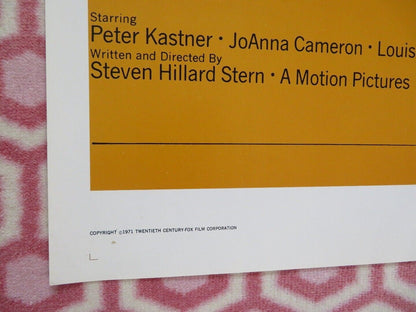 Starring
Peter Kastner · JoAnna Cameron · Louis
Written and Directed By
Steven Hillard Stern · A Motion Pictures
COPYRIGHT ©1971 TWENTIETH CENTURY-FOX FILM CORPORATION